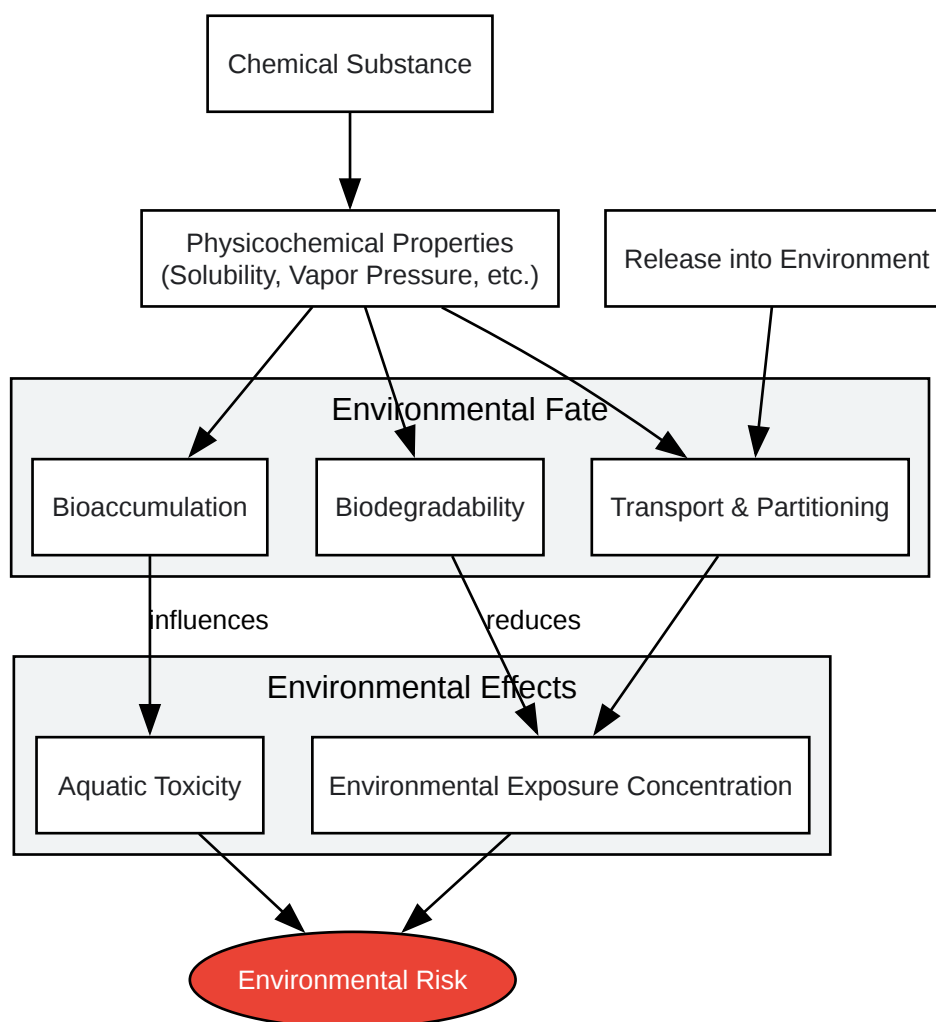 Chemical Substance
Physicochemical Properties
(Solubility, Vapor Pressure, etc.)
Release into Environment
Environmental Fate
Bioaccumulation
Biodegradability
Transport & Partitioning
influences
reduces
Environmental Effects
Aquatic Toxicity
Environmental Exposure Concentration
Environmental Risk